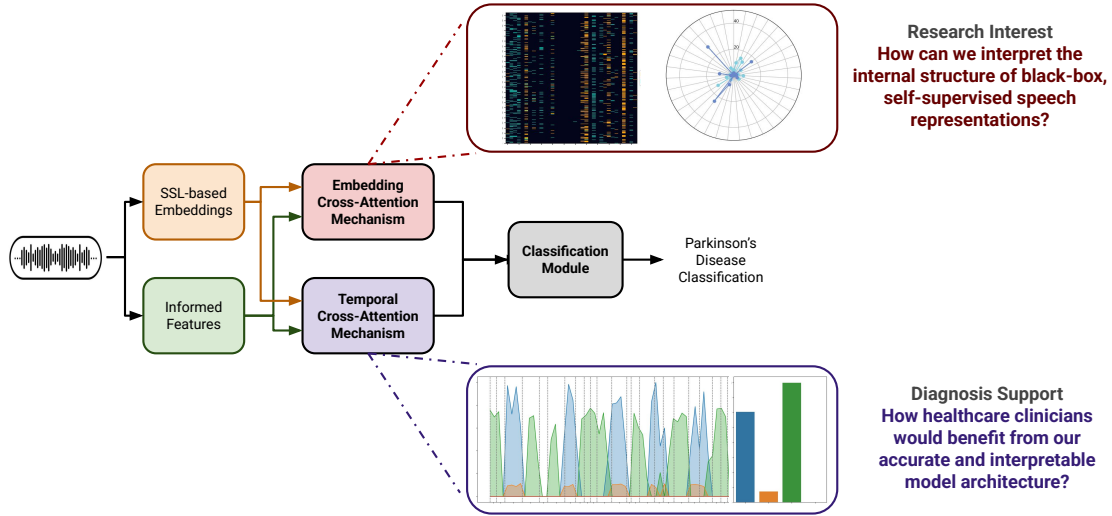 Research Interest
How can we interpret the
internal structure of black-box,
self-supervised speech
representations?
40
20
SSL-based
Embeddings
Embedding
Cross-Attention
Mechanism
Classification
Module
Parkinson's
Disease
Classification
Informed
Features
Temporal
Cross-Attention
Mechanism
Diagnosis Support
How healthcare clinicians
would benefit from our
accurate and interpretable
model architecture?